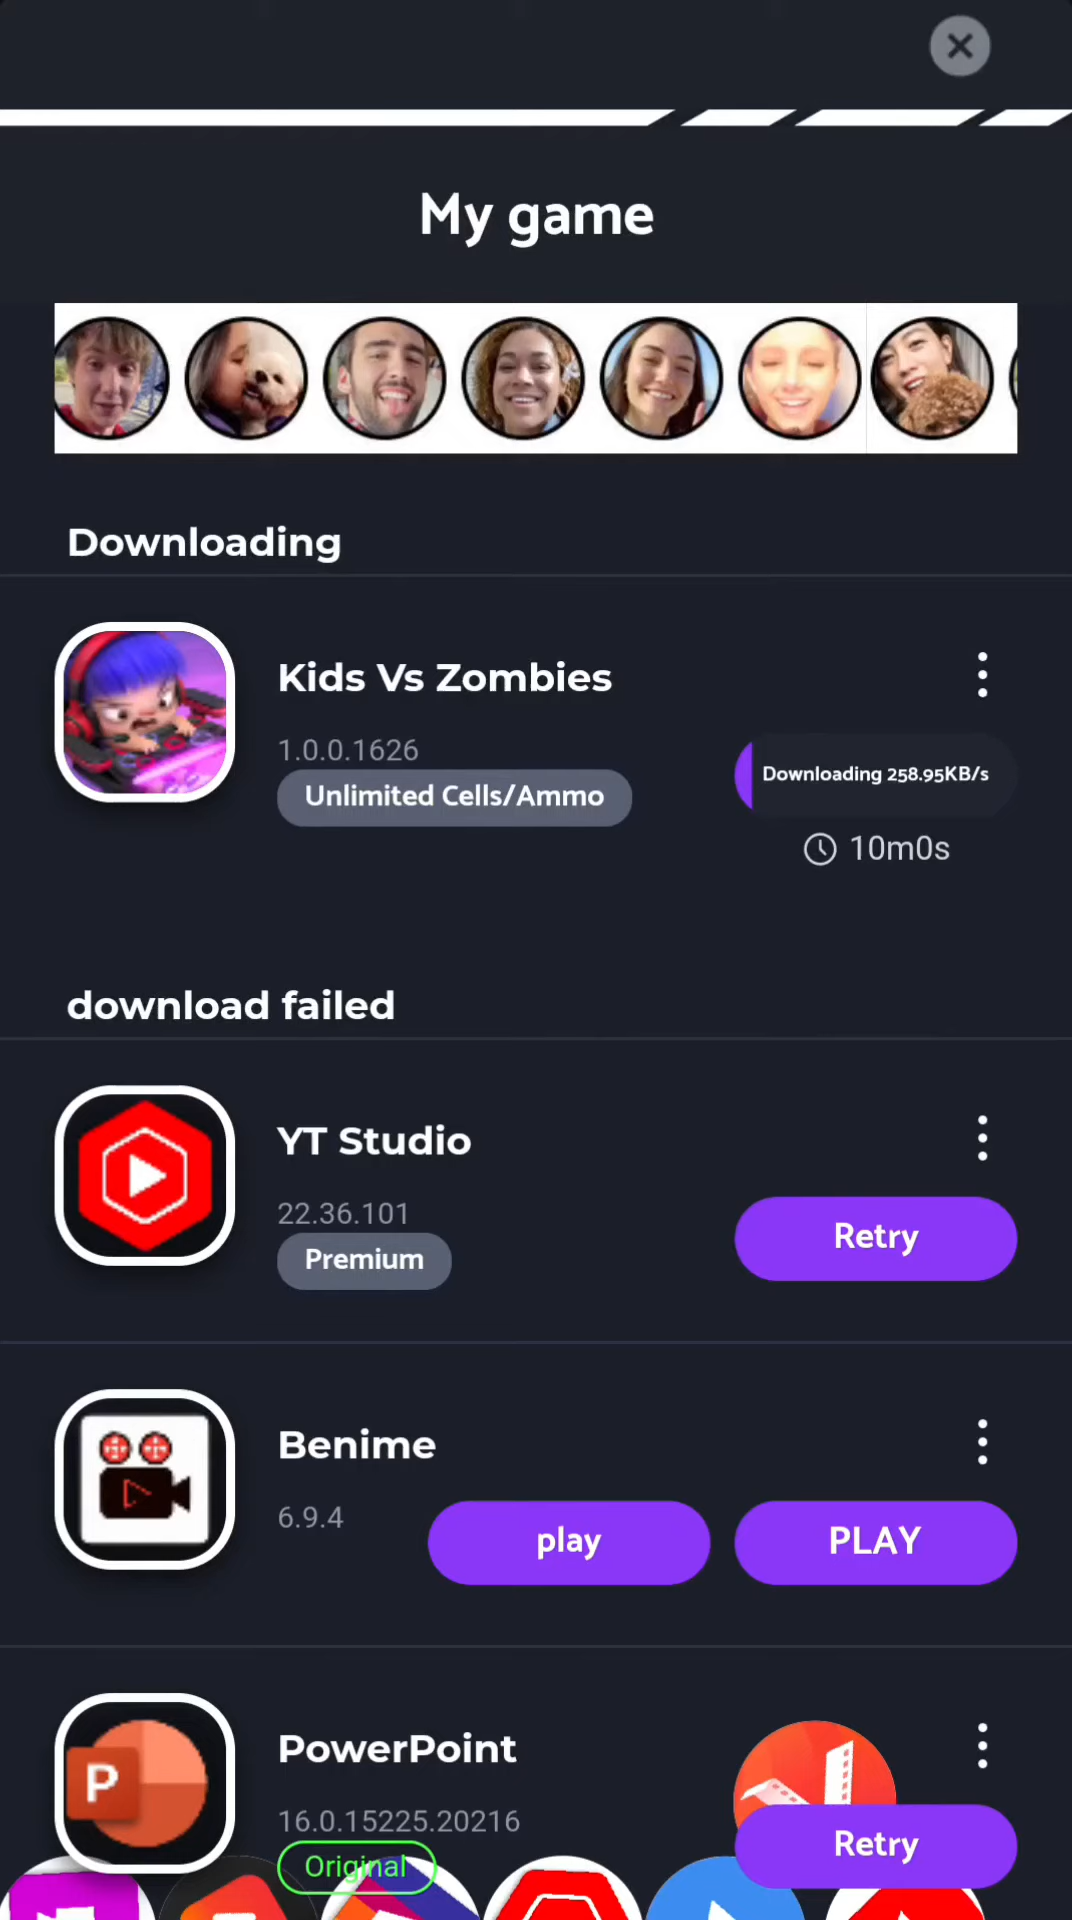 My game
Downloading
Kids Vs Zombies
1.0.0.1626
Unlimited Cells/Ammo
Downloading 258.95KB/s
10m0s
download failed
YT Studio
22.36.101
Premium
Retry
Benime
6.9.4
play
PLAY
P
PowerPoint
16.0.15225.20216
Original
Retry